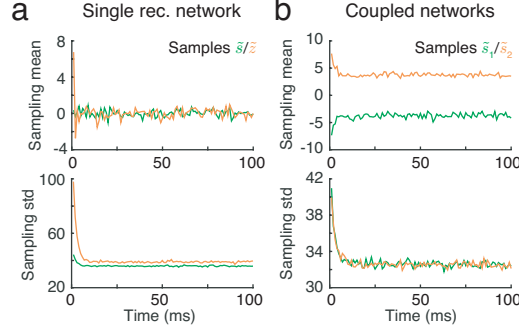 a Single rec. network
Sampling mean
8
4
0
-4
Samples s̃/z̃
0 50 100
Sampling std
100
60
20
0 50 100
Time (ms)
b Coupled networks
Sampling mean
10
5
0
-5
-10
Samples s̃₁/s̃₂
0 50 100
Sampling std
42
38
34
30
0 50 100
Time (ms)